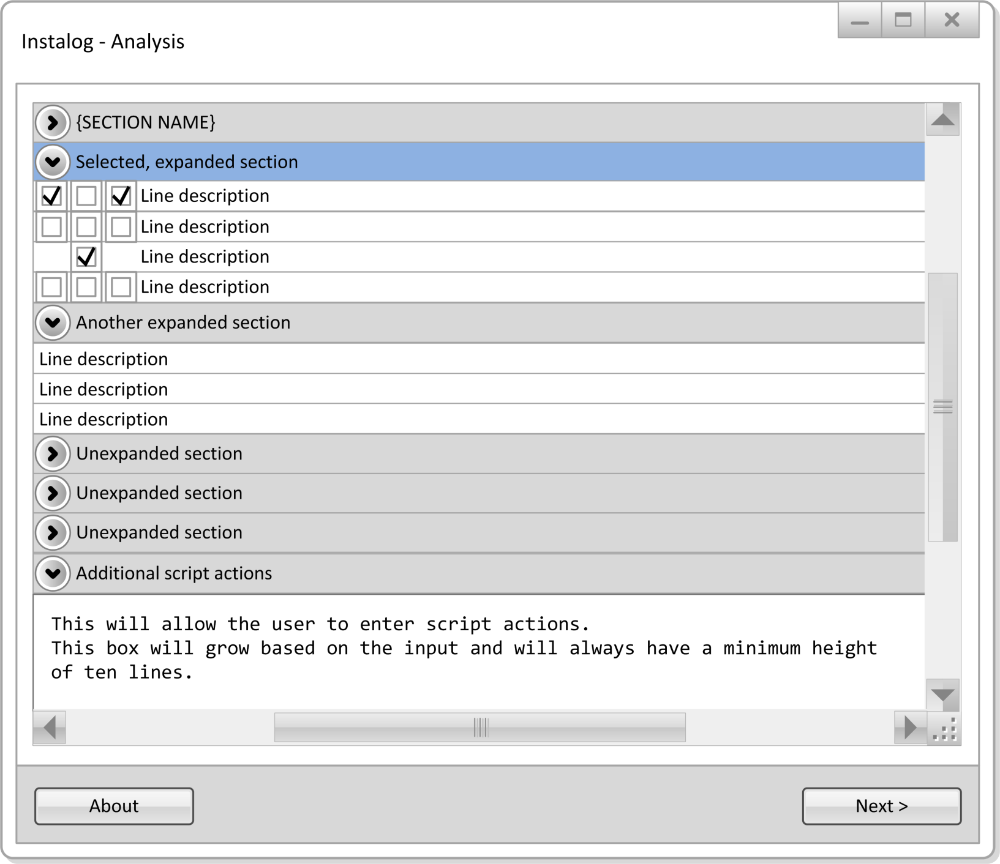 Instalog - Analysis
{SECTION NAME}
Selected, expanded section
Line description
Line description
Line description
Line description
Another expanded section
Line description
Line description
Line description
Unexpanded section
Unexpanded section
Unexpanded section
Additional script actions
This will allow the user to enter script actions.
This box will grow based on the input and will always have a minimum height
of ten lines.
About
Next >